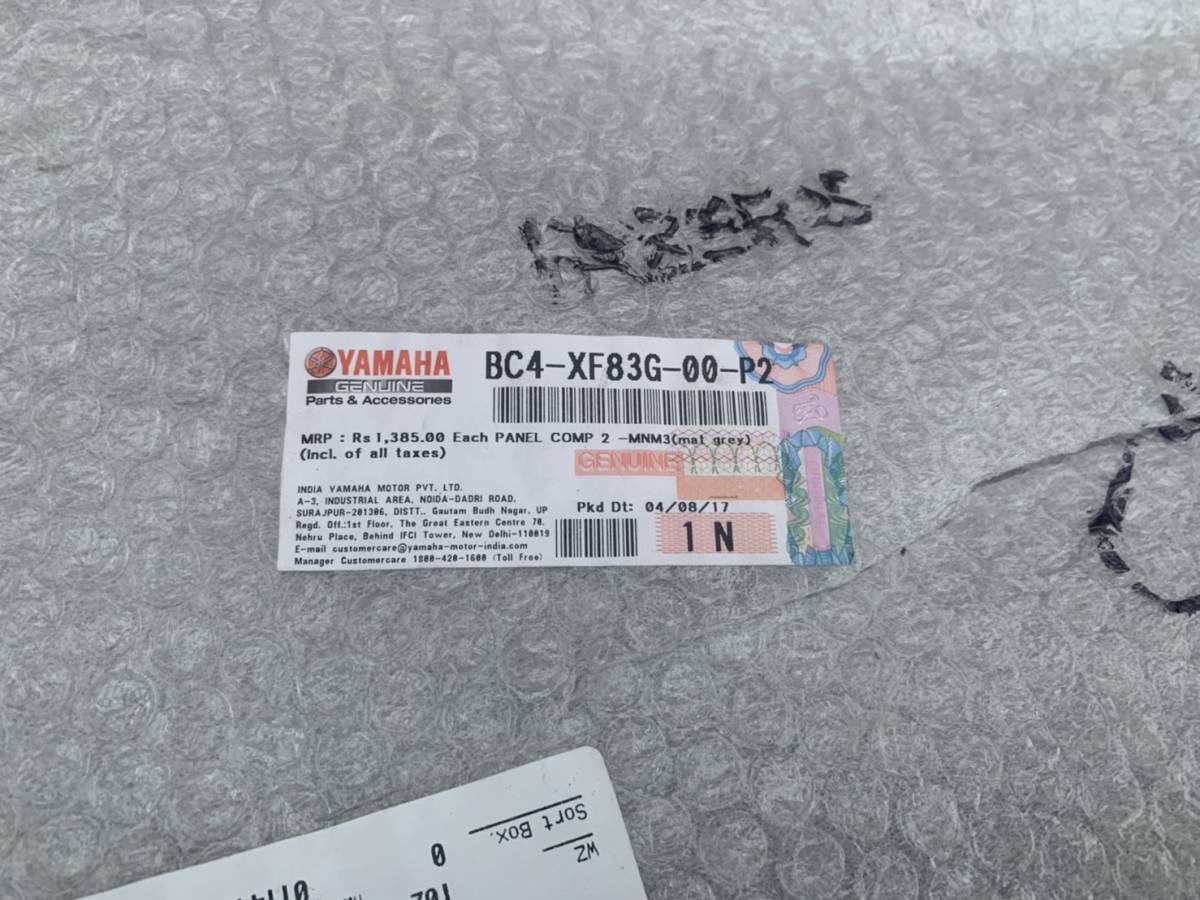 YAMAHA
GENUINE
Parts & Accessories
BC4-XF83G-00-P2
MRP : Rs 1,385.00 Each PANEL COMP 2 -MNM3(mat grey)
(Incl. of all taxes)
GENUINE
INDIA YAMAHA MOTOR PVT. LTD.
A-3, INDUSTRIAL AREA, NOIDA-DADRI ROAD,
SURAJPUR-201306, DISTT.. Gautam Budh Nagar, UP
Regd. Off.:1st Floor, The Great Eastern Centre 70,
Nehru Place, Behind IFCI Tower, New Delhi-110019
E-mail customercare@yamaha-motor-india.com
Manager Customercare 1800-420-1600 (Toll Free)
Pkd Dt: 04/08/17
1 N
WZ
Sort Box.
0